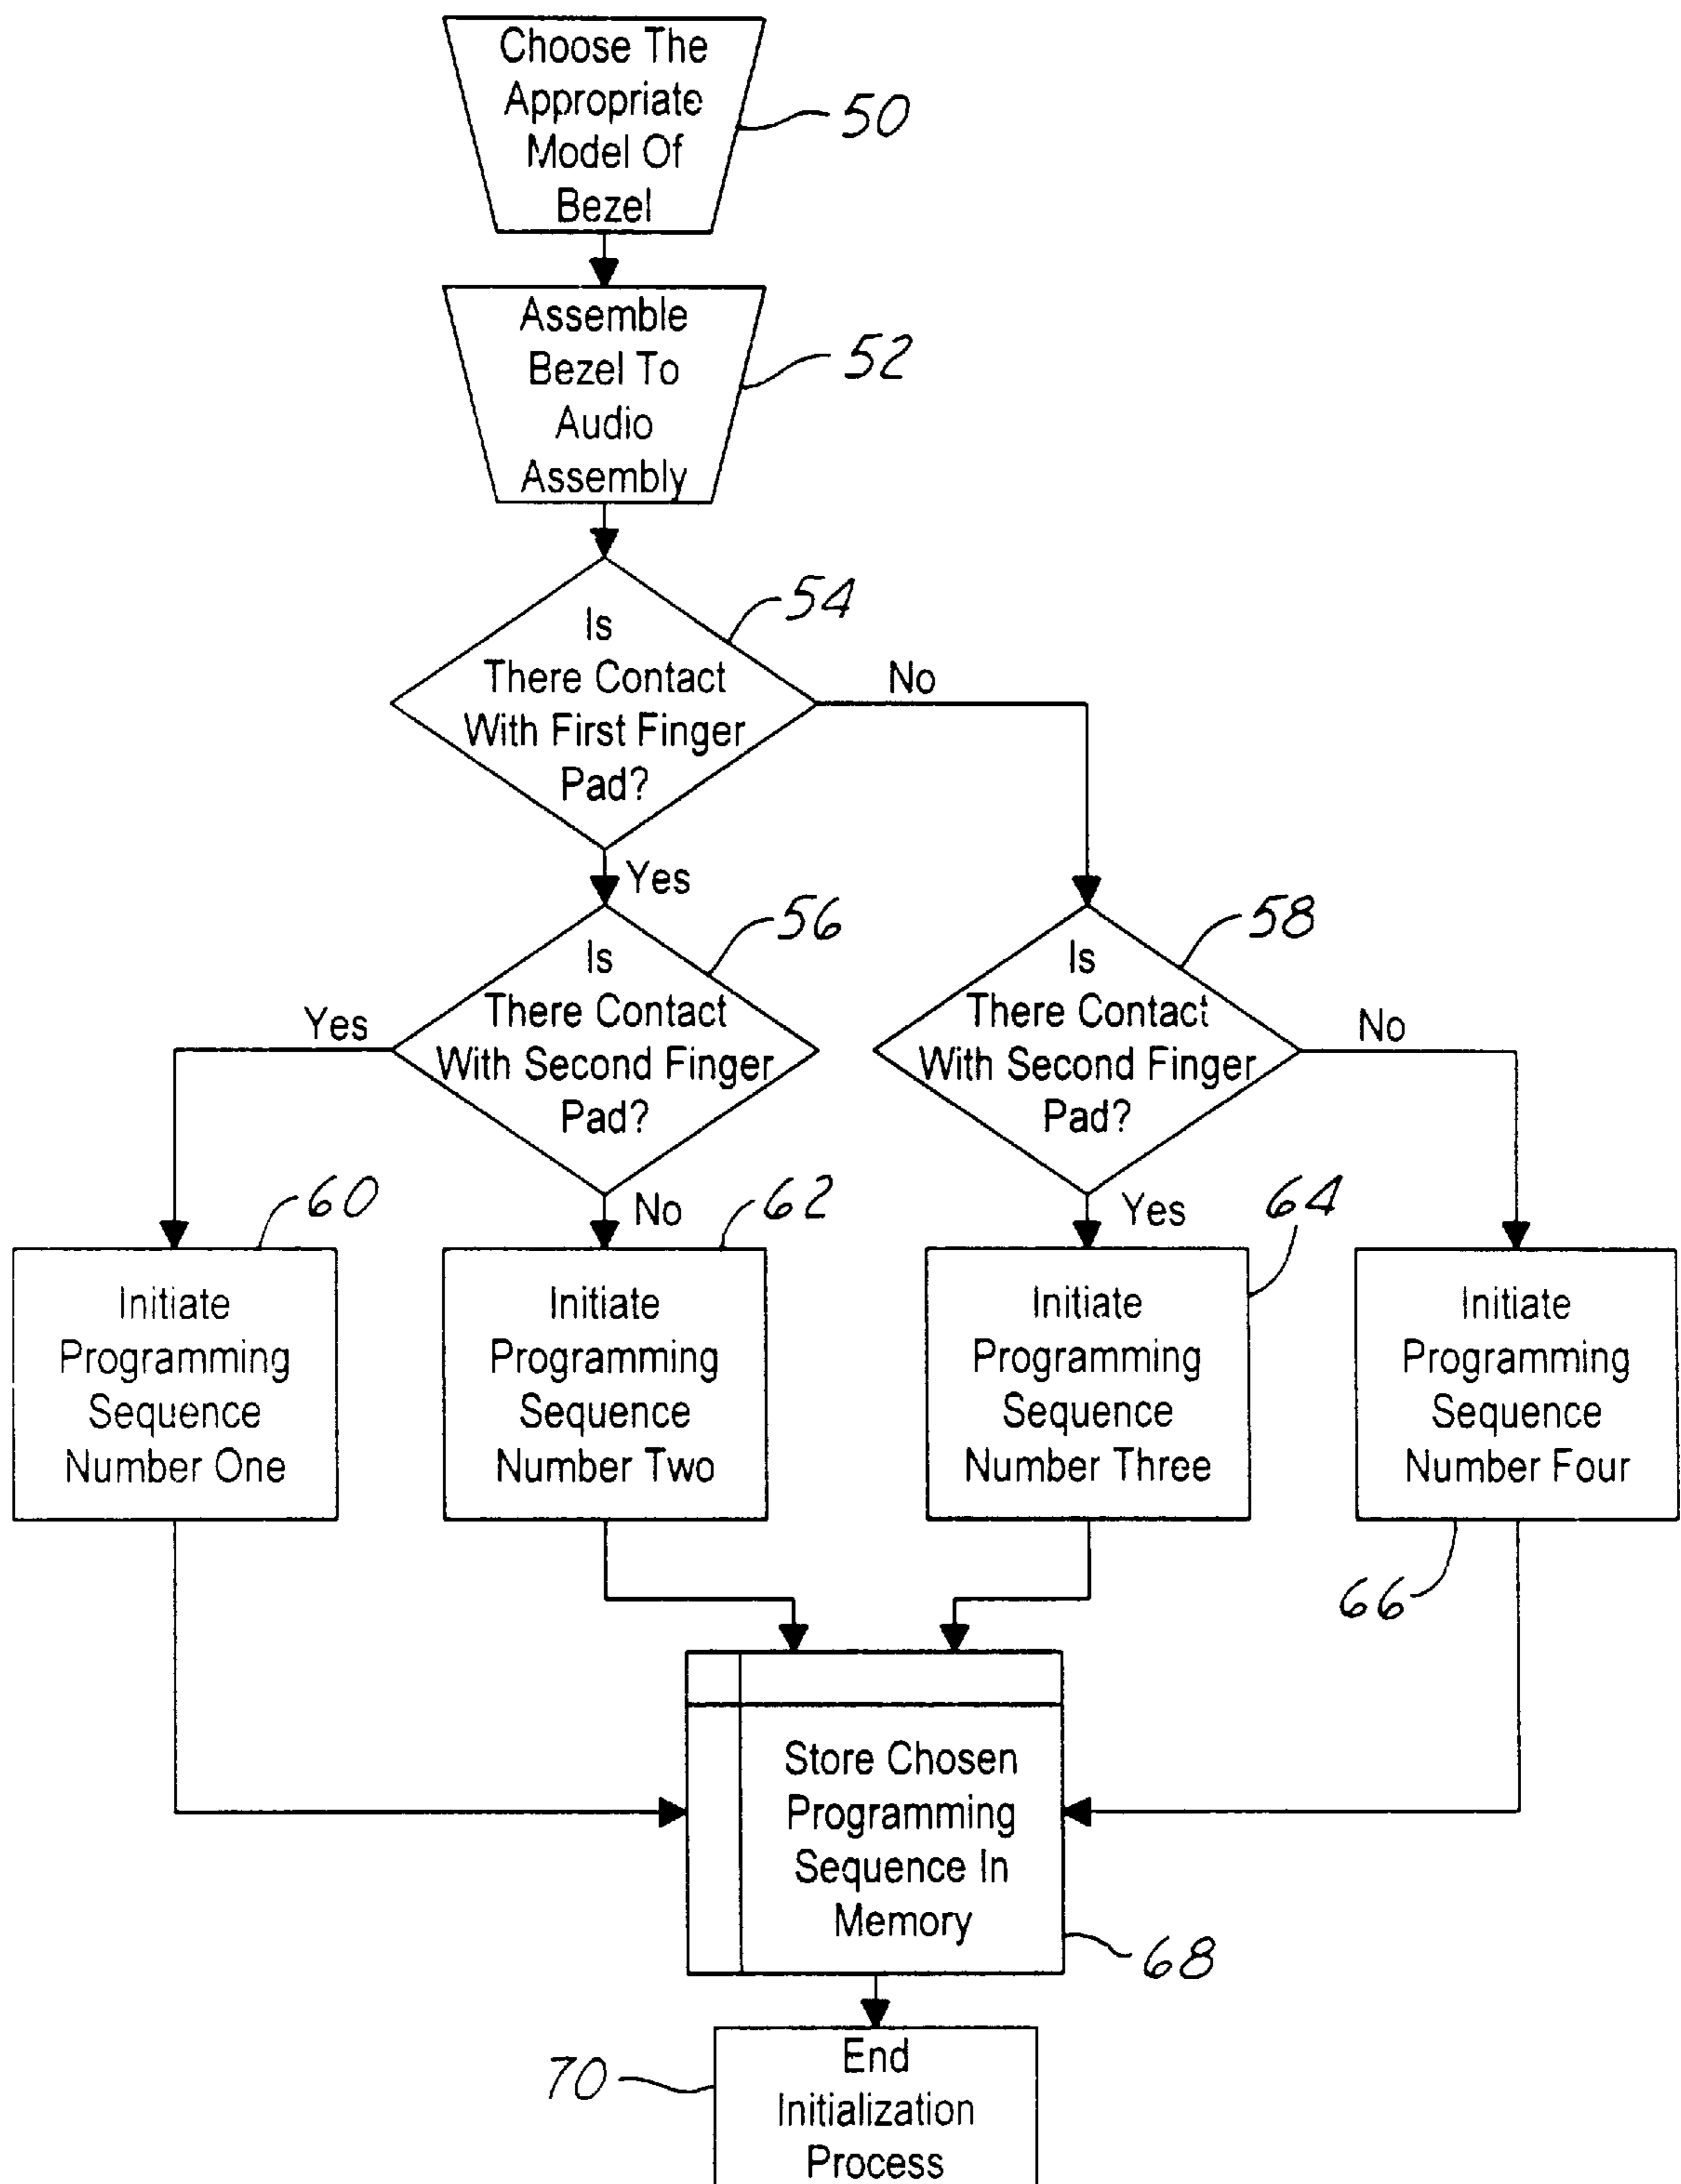 Choose The
Appropriate
Model Of
Bezel
50
Assemble
Bezel To
Audio
Assembly
52
Is
There Contact
With First Finger
Pad?
54
No
Yes
Is
There Contact
With Second Finger
Pad?
56
Yes
No
Is
There Contact
With Second Finger
Pad?
58
No
Yes
Initiate
Programming
Sequence
Number One
60
Initiate
Programming
Sequence
Number Two
62
Initiate
Programming
Sequence
Number Three
64
Initiate
Programming
Sequence
Number Four
66
Store Chosen
Programming
Sequence In
Memory
68
End
Initialization
Process
70